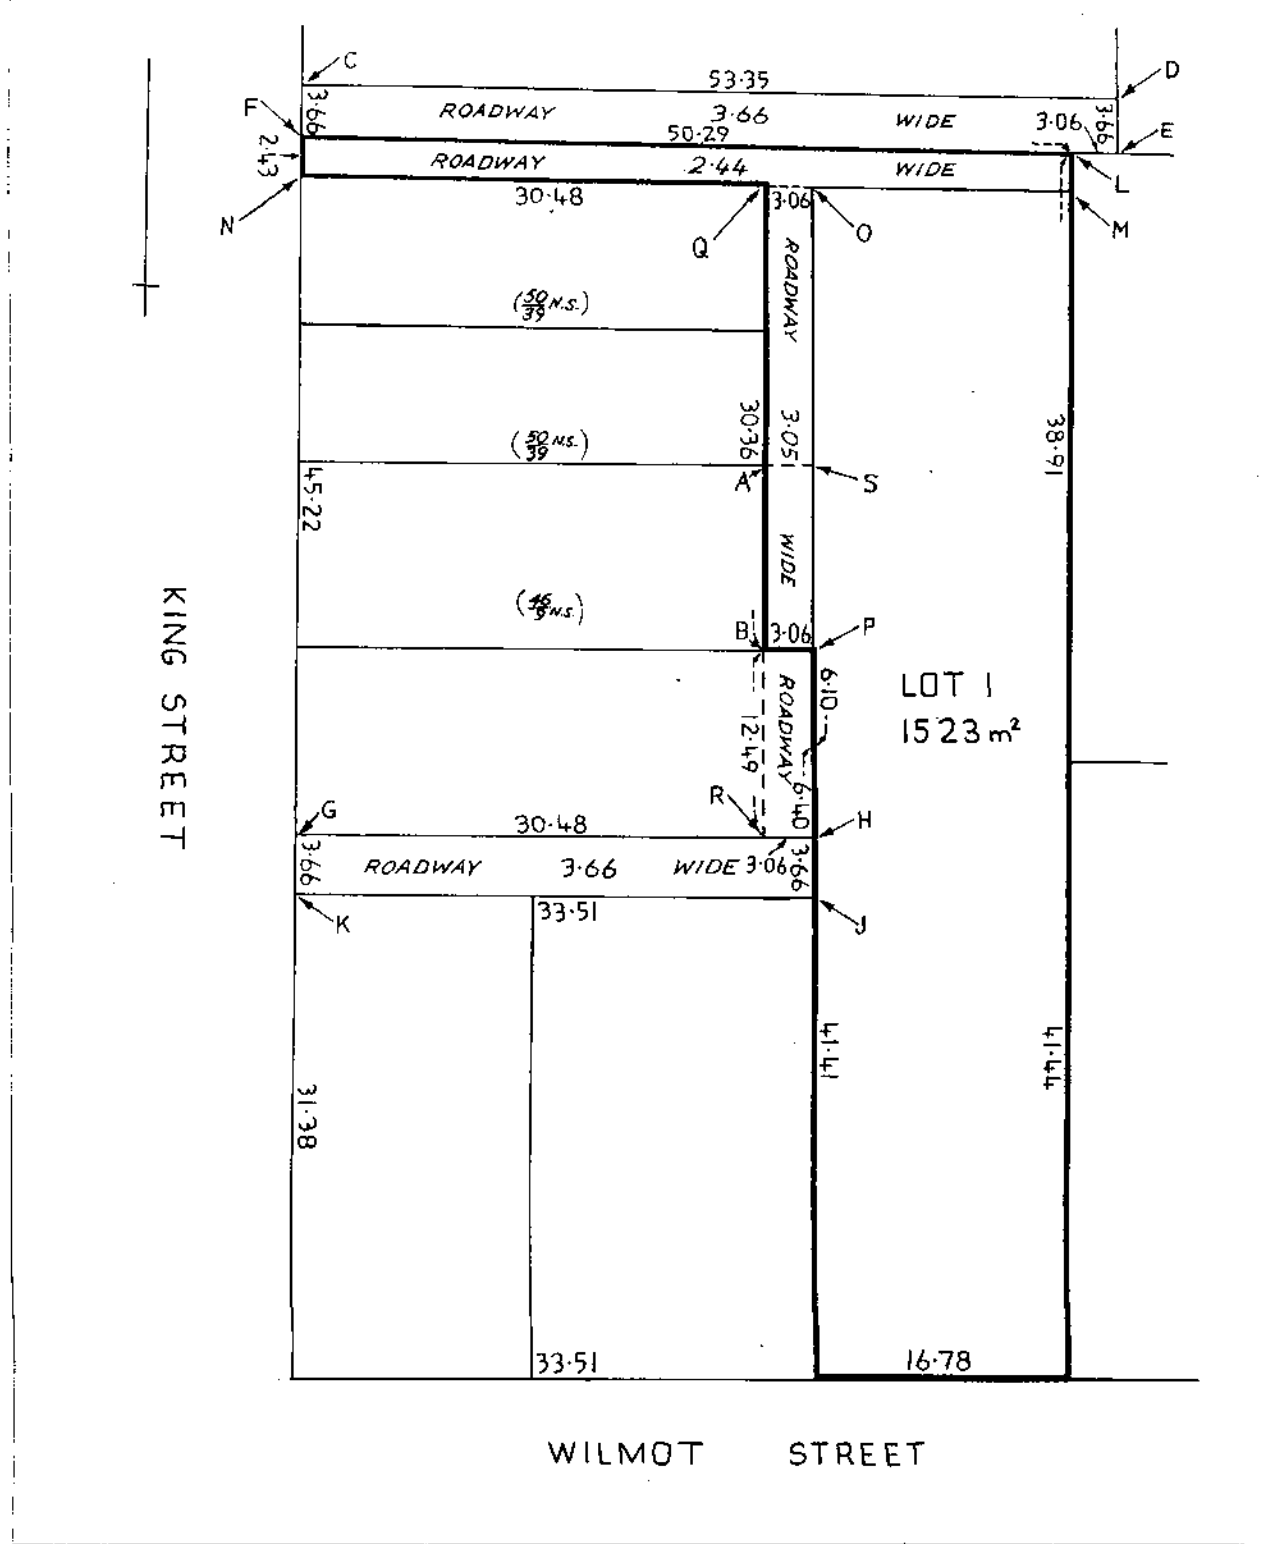 C
53.35
D
F
3.66
ROADWAY 3.66 WIDE
3.06
3.66
E
50.29
2.43
ROADWAY 2.44 WIDE
L
N
30.48
Q
3.06
O
M
(50/39 N.S.)
ROADWAY 3.05 WIDE
30.36
38.91
(50/39 N.S.)
A
S
45.22
(N.S.)
B
3.06
P
KING STREET
6.10
LOT 1
1523 m²
ROADWAY
12.49
6.40
R
G
30.48
H
3.66
ROADWAY 3.66 WIDE
3.06
3.66
K
33.51
J
41.41
41.44
31.38
33.51
16.78
WILMOT STREET